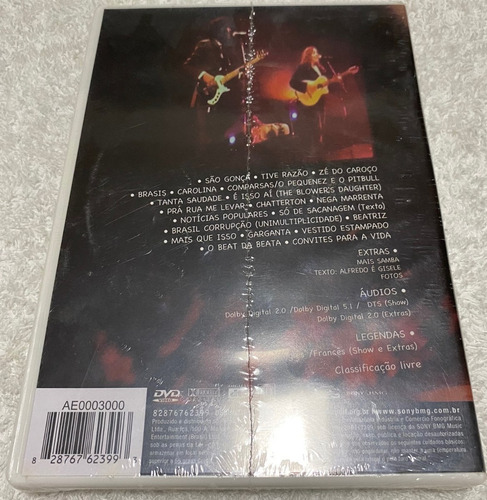 • SÃO GONÇA • TIVE RAZÃO • ZÉ DO CAROÇO
BRASIS • CAROLINA • COMPARSAS/O PEQUENEZ E O PITBULL
TANTA SAUDADE • É ISSO AÍ (THE BLOWER'S DAUGHTER)
PRÁ RUA ME LEVAR • CHATTERTON • NEGA MARRENTA
• NOTÍCIAS POPULARES • SÓ DE SACANAGEM (Texto)
BRASIL CORRUPÇÃO (UNIMULTIPLICIDADE) • BEATRIZ
• MAIS QUE ISSO • GARGANTA • VESTIDO ESTAMPADO
• O BEAT DA BEATA • CONVITES PARA A VIDA
EXTRAS •
MAIS SAMBA
TEXTO: ALFREDO É GISELE
FOTOS
ÁUDIOS •
Dolby Digital 2.0 /Dolby Digital 5.1 / DTS (Show)
Dolby Digital 2.0 (Extras)
LEGENDAS •
/Francês (Show e Extras)
Classificação livre
AE0003000
8 28767 62399
DVD
VIDEO
82876762399
www.sonybmg.com.br